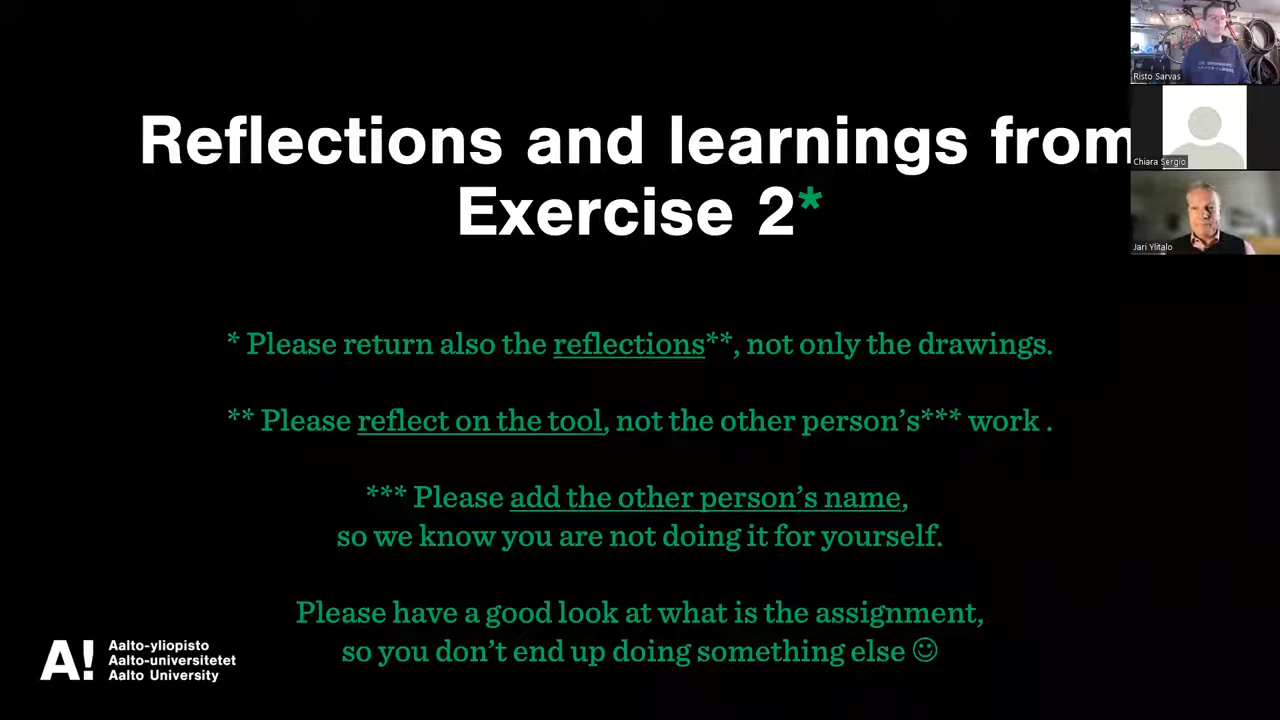 Reflections and learnings from
Exercise 2*
* Please return also the reflections**, not only the drawings.
** Please reflect on the tool, not the other person's*** work .
*** Please add the other person's name,
so we know you are not doing it for yourself.
Please have a good look at what is the assignment,
so you don't end up doing something else ☺
A!
Aalto-yliopisto
Aalto-universitetet
Aalto University
Risto Sarvas
Chiara Sergio
Jari Ylitalo